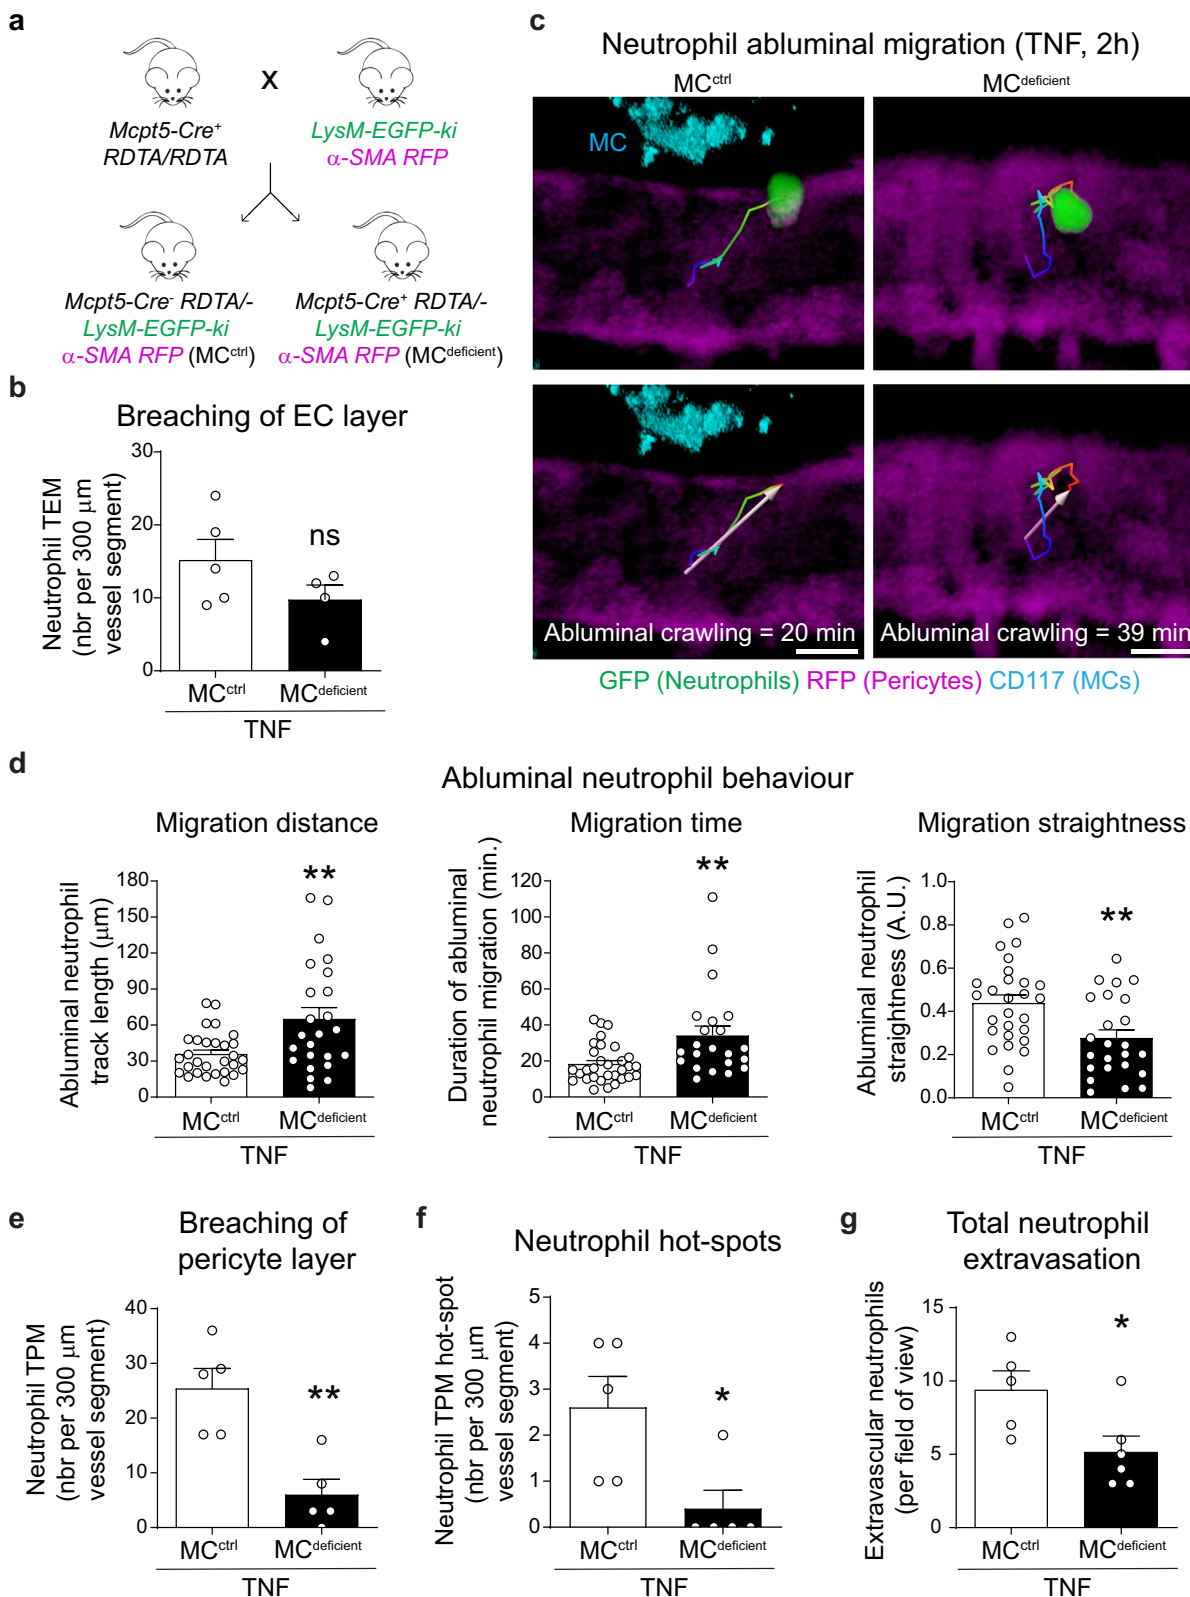 a
X
Mcpt5-Cre⁺
RDTA/RDTA
LysM-EGFP-ki
α-SMA RFP
Mcpt5-Cre⁻ RDTA/-
LysM-EGFP-ki
α-SMA RFP (MCᶜᵗʳˡ)
Mcpt5-Cre⁺ RDTA/-
LysM-EGFP-ki
α-SMA RFP (MCᵈᵉᶠⁱᶜⁱᵉⁿᵗ)
b
Breaching of EC layer
Neutrophil TEM
(nbr per 300 μm
vessel segment)
30
20
10
0
ns
MCᶜᵗʳˡ
MCᵈᵉᶠⁱᶜⁱᵉⁿᵗ
TNF
c
Neutrophil abluminal migration (TNF, 2h)
MCᶜᵗʳˡ
MCᵈᵉᶠⁱᶜⁱᵉⁿᵗ
MC
Abluminal crawling = 20 min
Abluminal crawling = 39 min
GFP (Neutrophils) RFP (Pericytes) CD117 (MCs)
d
Abluminal neutrophil behaviour
Migration distance
Abluminal neutrophil
track length (μm)
180
150
120
90
60
30
0
**
MCᶜᵗʳˡ
MCᵈᵉᶠⁱᶜⁱᵉⁿᵗ
TNF
Migration time
Duration of abluminal
neutrophil migration (min.)
120
100
80
60
40
20
0
**
MCᶜᵗʳˡ
MCᵈᵉᶠⁱᶜⁱᵉⁿᵗ
TNF
Migration straightness
Abluminal neutrophil
straightness (A.U.)
1.0
0.8
0.6
0.4
0.2
0.0
**
MCᶜᵗʳˡ
MCᵈᵉᶠⁱᶜⁱᵉⁿᵗ
TNF
e
Breaching of
pericyte layer
Neutrophil TPM
(nbr per 300 μm
vessel segment)
40
30
20
10
0
**
MCᶜᵗʳˡ
MCᵈᵉᶠⁱᶜⁱᵉⁿᵗ
TNF
f
Neutrophil hot-spots
Neutrophil TPM hot-spot
(nbr per 300 μm
vessel segment)
5
4
3
2
1
0
*
MCᶜᵗʳˡ
MCᵈᵉᶠⁱᶜⁱᵉⁿᵗ
TNF
g
Total neutrophil
extravasation
Extravascular neutrophils
(per field of view)
15
10
5
0
*
MCᶜᵗʳˡ
MCᵈᵉᶠⁱᶜⁱᵉⁿᵗ
TNF